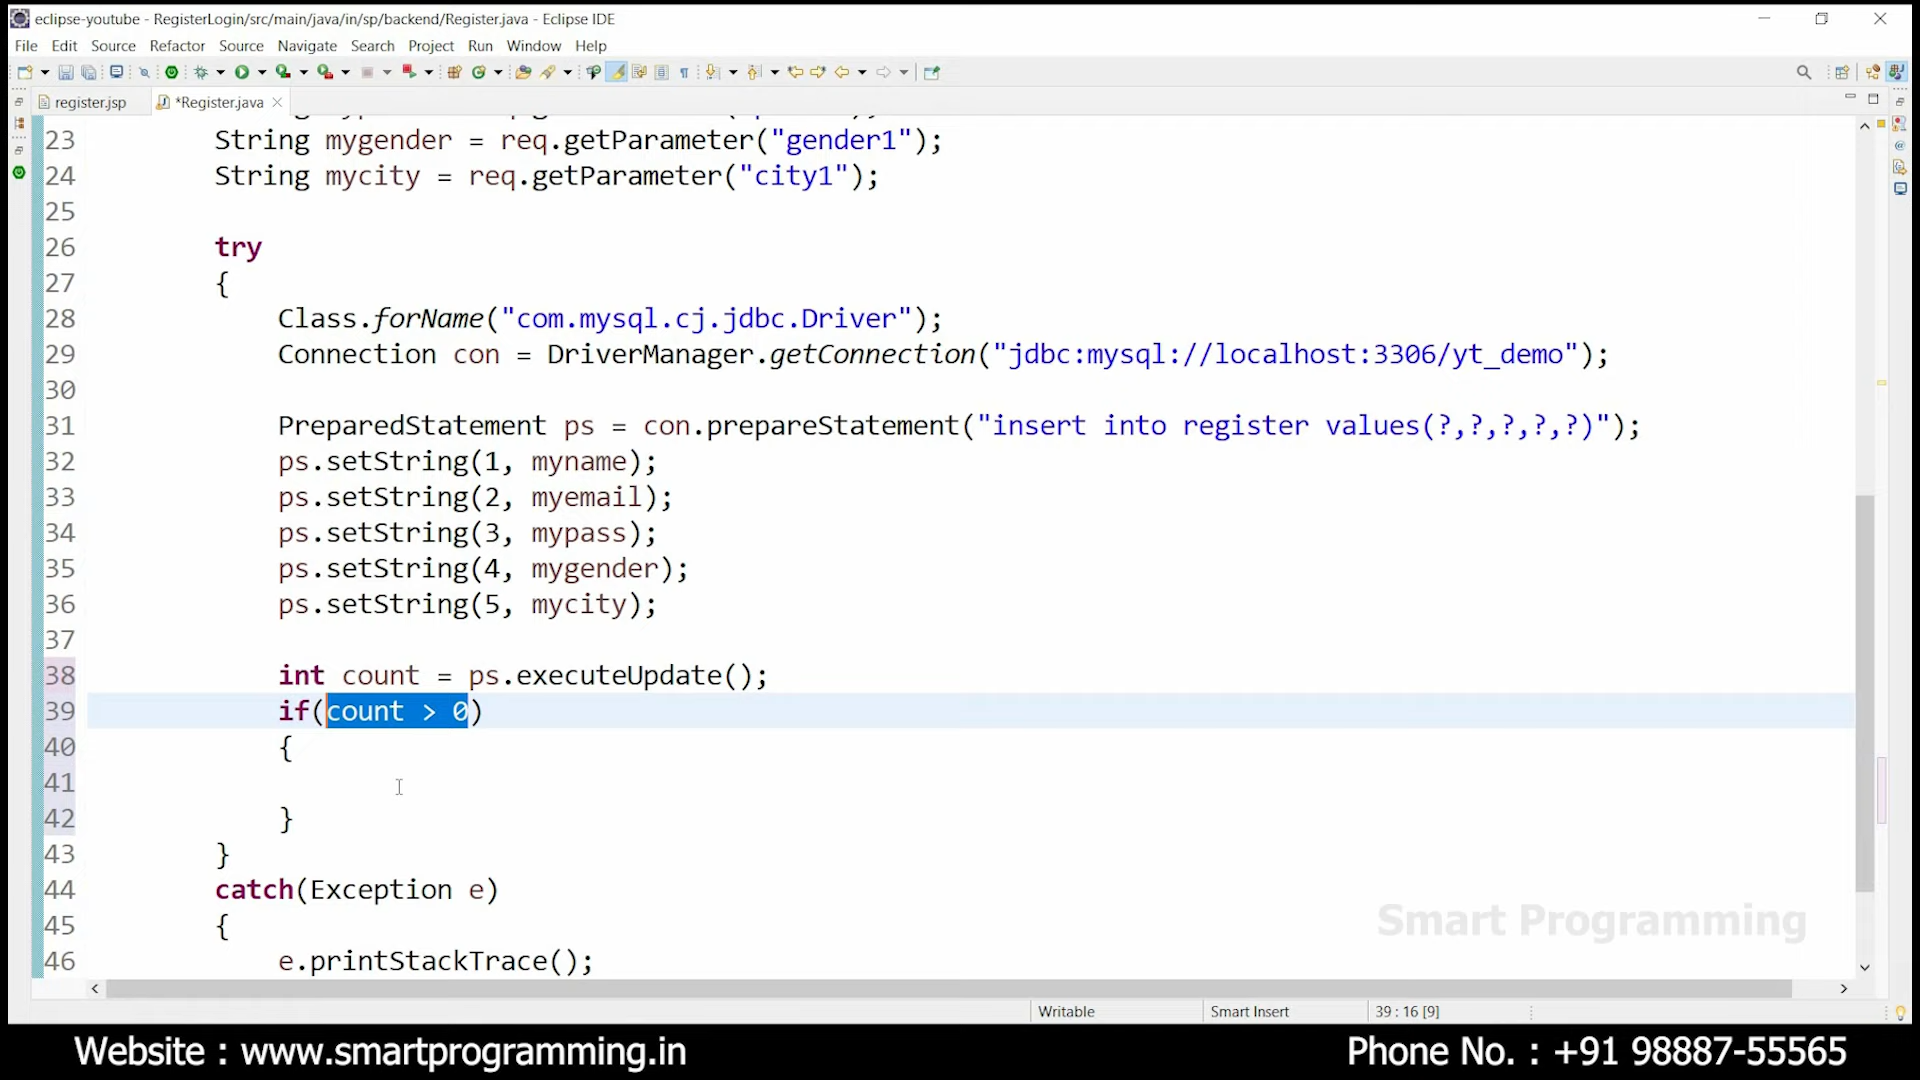 eclipse-youtube - RegisterLogin/src/main/java/in/sp/backend/Register.java - Eclipse IDE
File Edit Source Refactor Source Navigate Search Project Run Window Help
register.jsp *Register.java
23 String mygender = req.getParameter("gender1");
24 String mycity = req.getParameter("city1");
25
26 try
27 {
28 Class.forName("com.mysql.cj.jdbc.Driver");
29 Connection con = DriverManager.getConnection("jdbc:mysql://localhost:3306/yt_demo");
30
31 PreparedStatement ps = con.prepareStatement("insert into register values(?,?,?,?,?)");
32 ps.setString(1, myname);
33 ps.setString(2, myemail);
34 ps.setString(3, mypass);
35 ps.setString(4, mygender);
36 ps.setString(5, mycity);
37
38 int count = ps.executeUpdate();
39 if(count > 0)
40 {
41
42 }
43 }
44 catch(Exception e)
45 {
46 e.printStackTrace();
Smart Programming
Writable Smart Insert 39 : 16 [9]
Website : www.smartprogramming.in Phone No. : +91 98887-55565